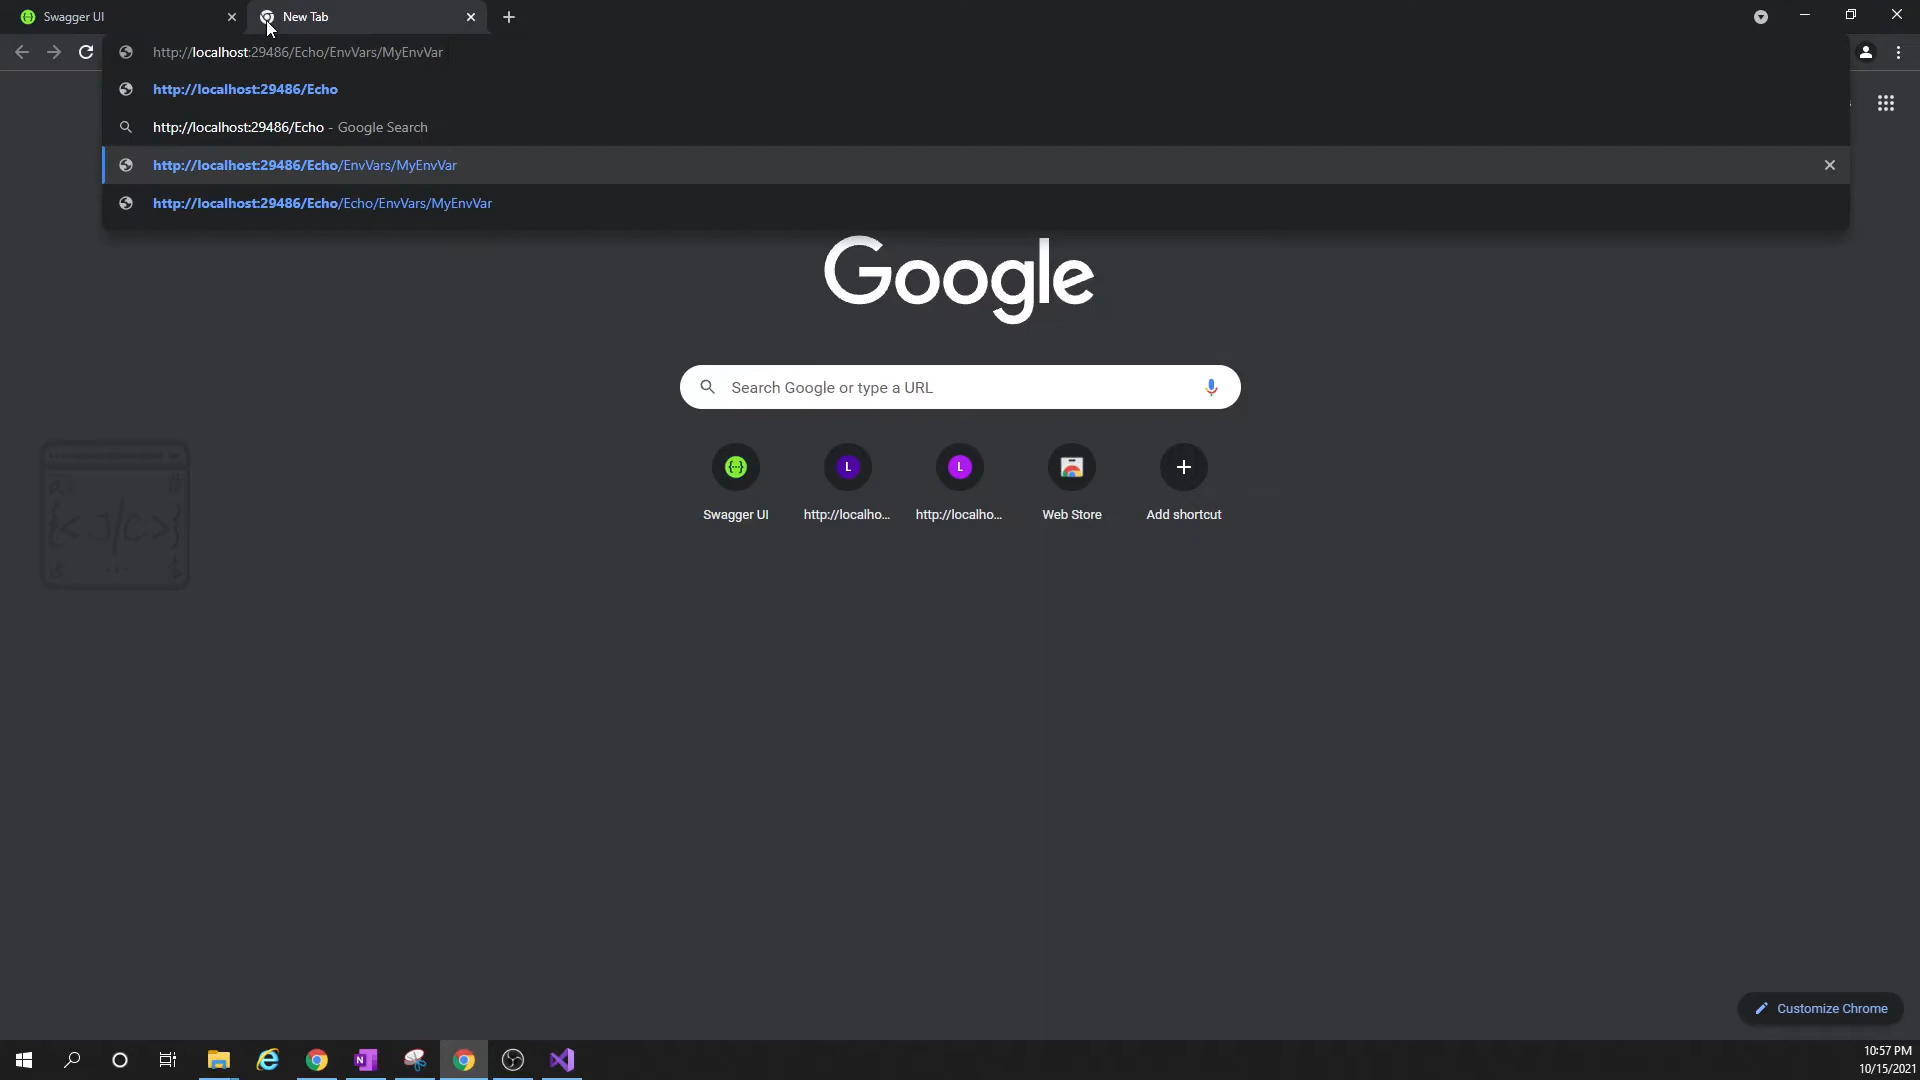 Swagger UI
New Tab
http://localhost:29486/Echo/EnvVars/MyEnvVar
http://localhost:29486/Echo
http://localhost:29486/Echo - Google Search
http://localhost:29486/Echo/EnvVars/MyEnvVar
http://localhost:29486/Echo/Echo/EnvVars/MyEnvVar
Google
Search Google or type a URL
L
L
Swagger UI
http://localho...
http://localho...
Web Store
Add shortcut
Customize Chrome
10:57 PM
10/15/2021